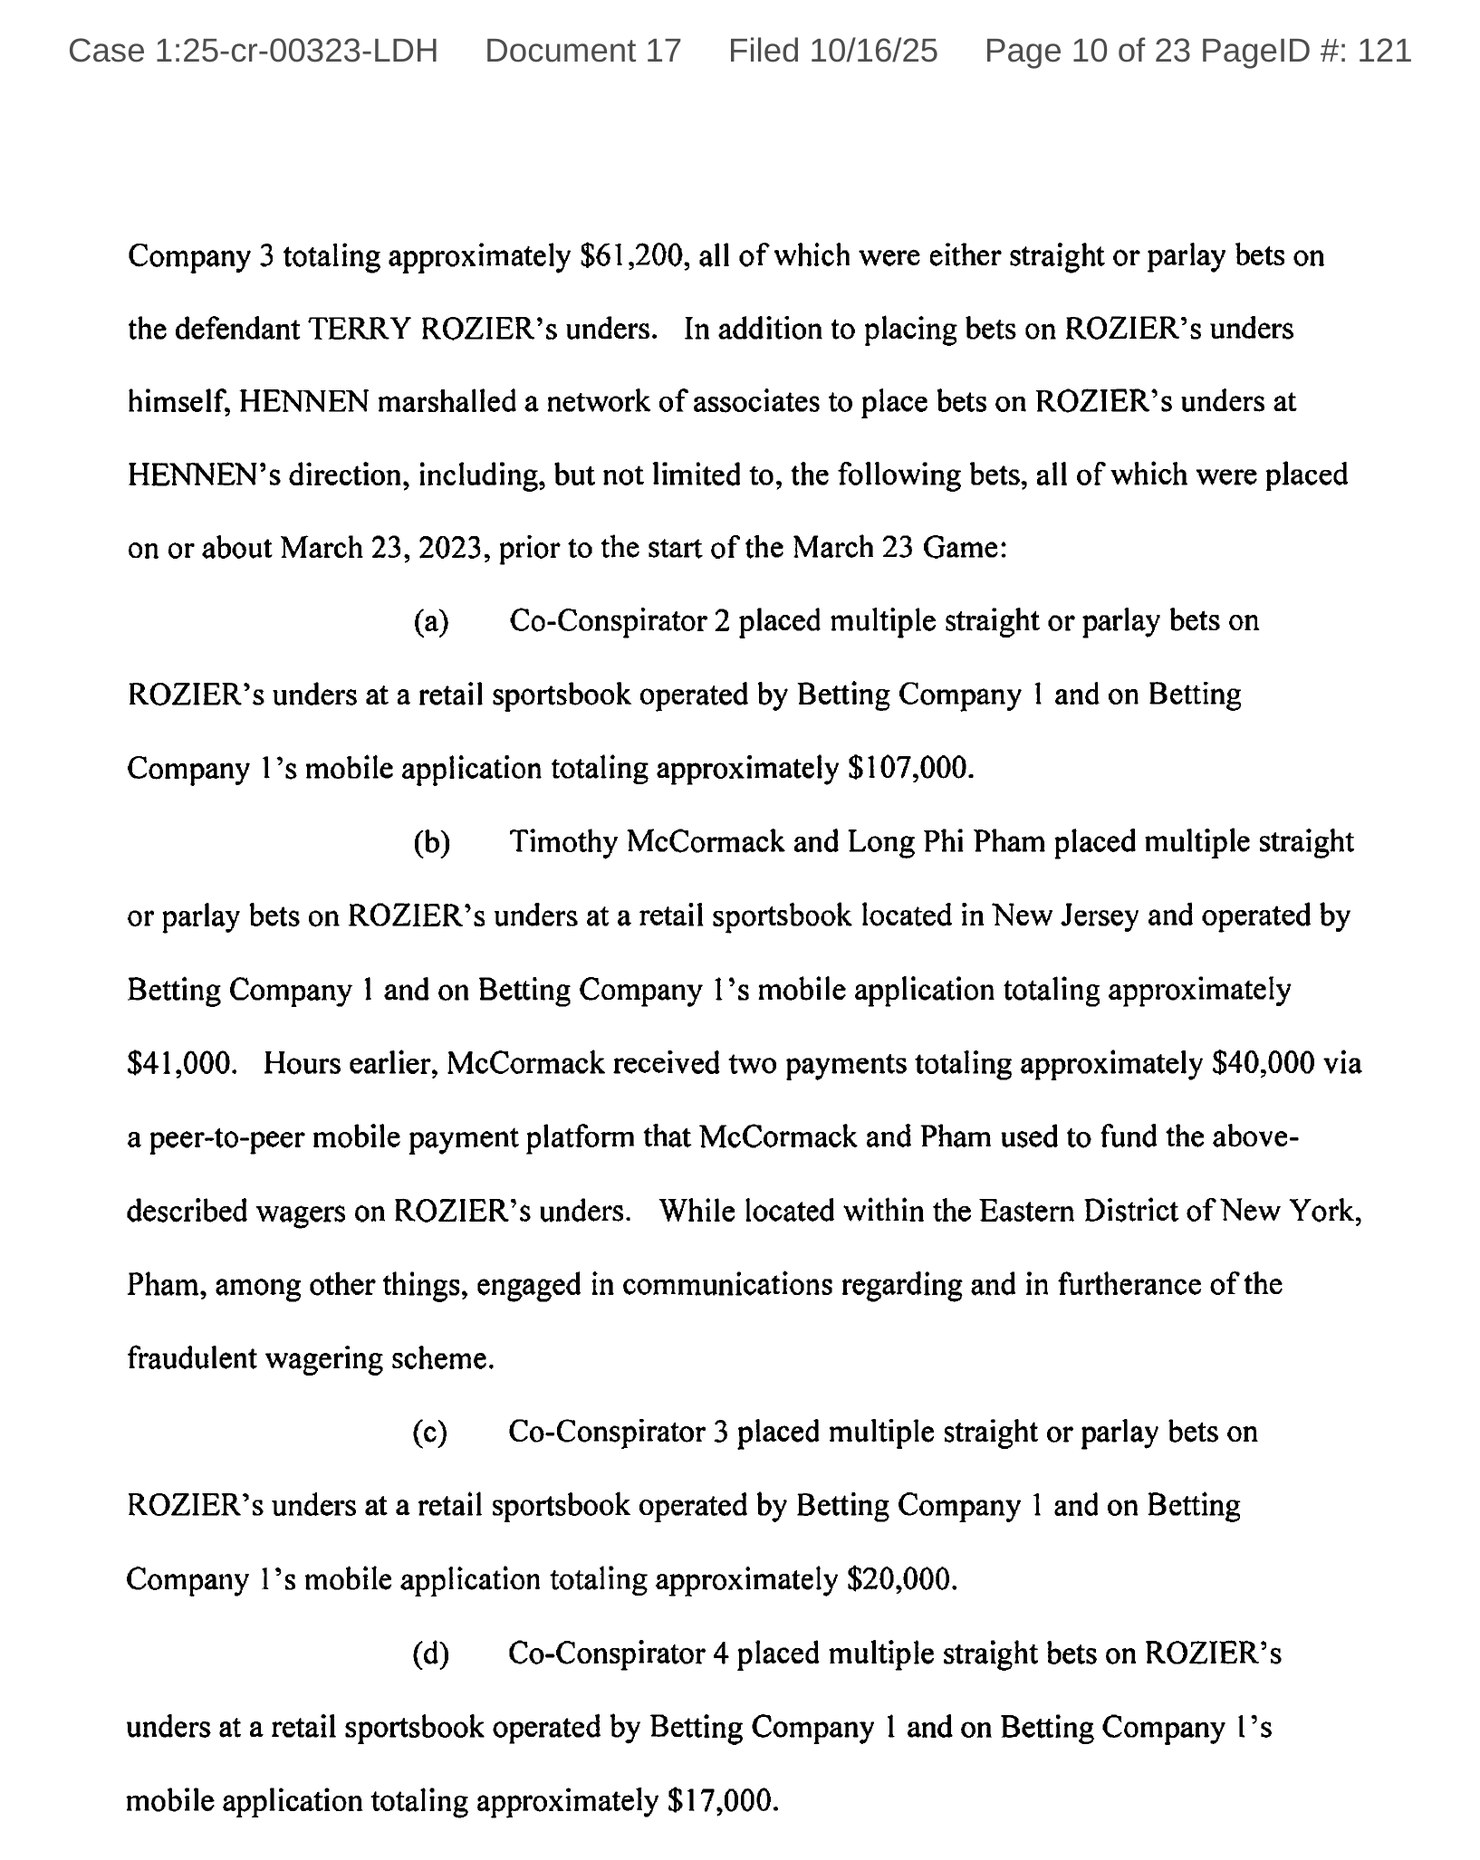 Case 1:25-cr-00323-LDH Document 17 Filed 10/16/25 Page 10 of 23 PageID #: 121
Company 3 totaling approximately $61,200, all of which were either straight or parlay bets on
the defendant TERRY ROZIER’s unders. In addition to placing bets on ROZIER’s unders
himself, HENNEN marshalled a network of associates to place bets on ROZIER’s unders at
HENNEN’s direction, including, but not limited to, the following bets, all of which were placed
on or about March 23, 2023, prior to the start of the March 23 Game:
(a) Co-Conspirator 2 placed multiple straight or parlay bets on
ROZIER’s unders at a retail sportsbook operated by Betting Company 1 and on Betting
Company 1’s mobile application totaling approximately $107,000.
(b) Timothy McCormack and Long Phi Pham placed multiple straight
or parlay bets on ROZIER’s unders at a retail sportsbook located in New Jersey and operated by
Betting Company 1 and on Betting Company 1’s mobile application totaling approximately
$41,000. Hours earlier, McCormack received two payments totaling approximately $40,000 via
a peer-to-peer mobile payment platform that McCormack and Pham used to fund the above-
described wagers on ROZIER’s unders. While located within the Eastern District of New York,
Pham, among other things, engaged in communications regarding and in furtherance of the
fraudulent wagering scheme.
(c) Co-Conspirator 3 placed multiple straight or parlay bets on
ROZIER’s unders at a retail sportsbook operated by Betting Company 1 and on Betting
Company 1’s mobile application totaling approximately $20,000.
(d) Co-Conspirator 4 placed multiple straight bets on ROZIER’s
unders at a retail sportsbook operated by Betting Company 1 and on Betting Company 1’s
mobile application totaling approximately $17,000.